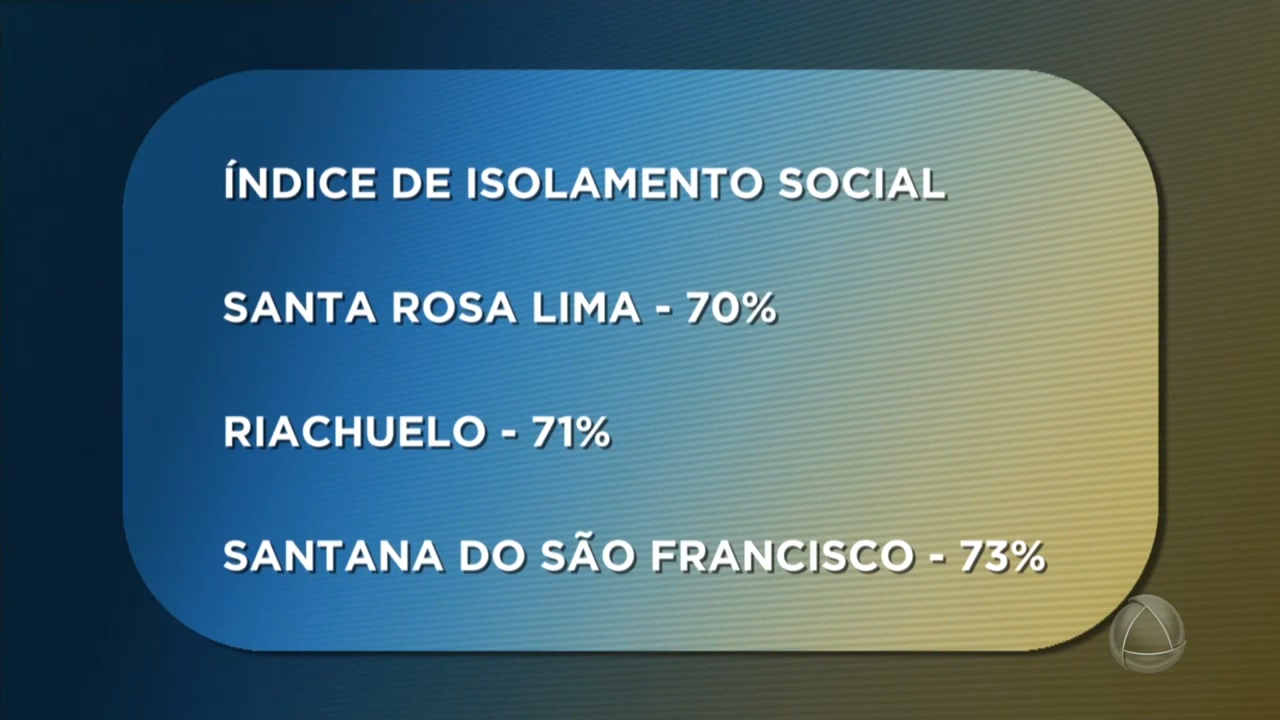 ÍNDICE DE ISOLAMENTO SOCIAL
SANTA ROSA LIMA - 70%
RIACHUELO - 71%
SANTANA DO SÃO FRANCISCO - 73%